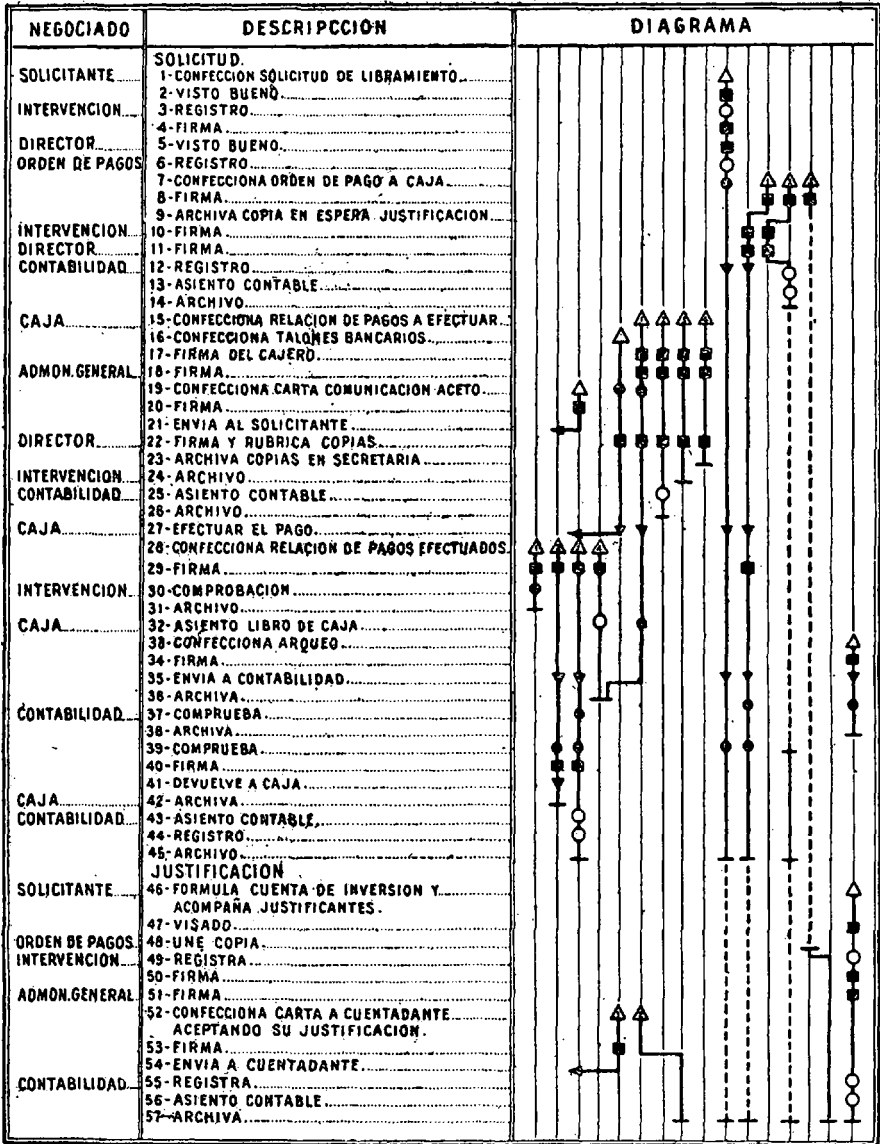 NEGOCIADO DESCRIPCCION DIAGRAMA
SOLICITUD.
SOLICITANTE 1-CONFECCION SOLICITUD DE LIBRAMIENTO
2-VISTO BUENO
INTERVENCION 3-REGISTRO
4-FIRMA
DIRECTOR 5-VISTO BUENO
ORDEN DE PAGOS 6-REGISTRO
7-CONFECCIONA ORDEN DE PAGO A CAJA
8-FIRMA
9-ARCHIVA COPIA EN ESPERA JUSTIFICACION
INTERVENCION 10-FIRMA
DIRECTOR 11-FIRMA
CONTABILIDAD 12-REGISTRO
13-ASIENTO CONTABLE
14-ARCHIVO
CAJA 15-CONFECCIONA RELACION DE PAGOS A EFECTUAR
16-CONFECCIONA TALONES BANCARIOS
17-FIRMA DEL CAJERO
ADMON.GENERAL 18-FIRMA
19-CONFECCIONA CARTA COMUNICACION ACETO
20-FIRMA
21-ENVIA AL SOLICITANTE
DIRECTOR 22-FIRMA Y RUBRICA COPIAS
23-ARCHIVA COPIAS EN SECRETARIA
INTERVENCION 24-ARCHIVO
CONTABILIDAD 25-ASIENTO CONTABLE
26-ARCHIVO
CAJA 27-EFECTUAR EL PAGO
28-CONFECCIONA RELACION DE PAGOS EFECTUADOS
29-FIRMA
INTERVENCION 30-COMPROBACION
31-ARCHIVO
CAJA 32-ASIENTO LIBRO DE CAJA
33-CONFECCIONA ARQUEO
34-FIRMA
35-ENVIA A CONTABILIDAD
36-ARCHIVA
CONTABILIDAD 37-COMPRUEBA
38-ARCHIVA
39-COMPRUEBA
40-FIRMA
41-DEVUELVE A CAJA
CAJA 42-ARCHIVA
CONTABILIDAD 43-ASIENTO CONTABLE
44-REGISTRO
45-ARCHIVO
JUSTIFICACION
SOLICITANTE 46-FORMULA CUENTA DE INVERSION Y
ACOMPAÑA JUSTIFICANTES.
47-VISADO
ORDEN DE PAGOS 48-UNE COPIA
INTERVENCION 49-REGISTRA
50-FIRMA
ADMON.GENERAL 51-FIRMA
52-CONFECCIONA CARTA A CUENTADANTE
ACEPTANDO SU JUSTIFICACION.
53-FIRMA
54-ENVIA A CUENTADANTE
CONTABILIDAD 55-REGISTRA
56-ASIENTO CONTABLE
57-ARCHIVA